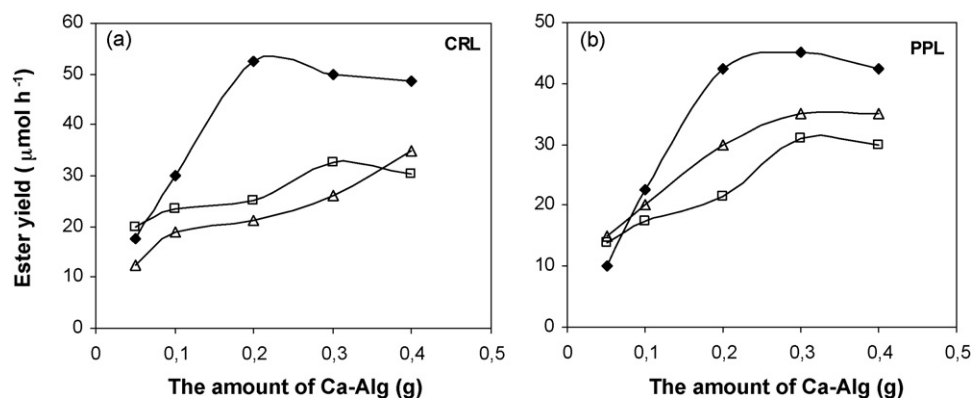 (a)
CRL
Ester yield ( μmol h⁻¹)
60
50
40
30
20
10
0
0 0,1 0,2 0,3 0,4 0,5
The amount of Ca-Alg (g)
(b)
PPL
50
40
30
20
10
0
0 0,1 0,2 0,3 0,4 0,5
The amount of Ca-Alg (g)